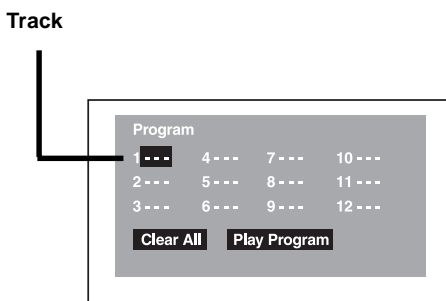 Track
Program
1 - - - 4 - - - 7 - - - 10 - - -
2 - - - 5 - - - 8 - - - 11 - - -
3 - - - 6 - - - 9 - - - 12 - - -
Clear All Play Program